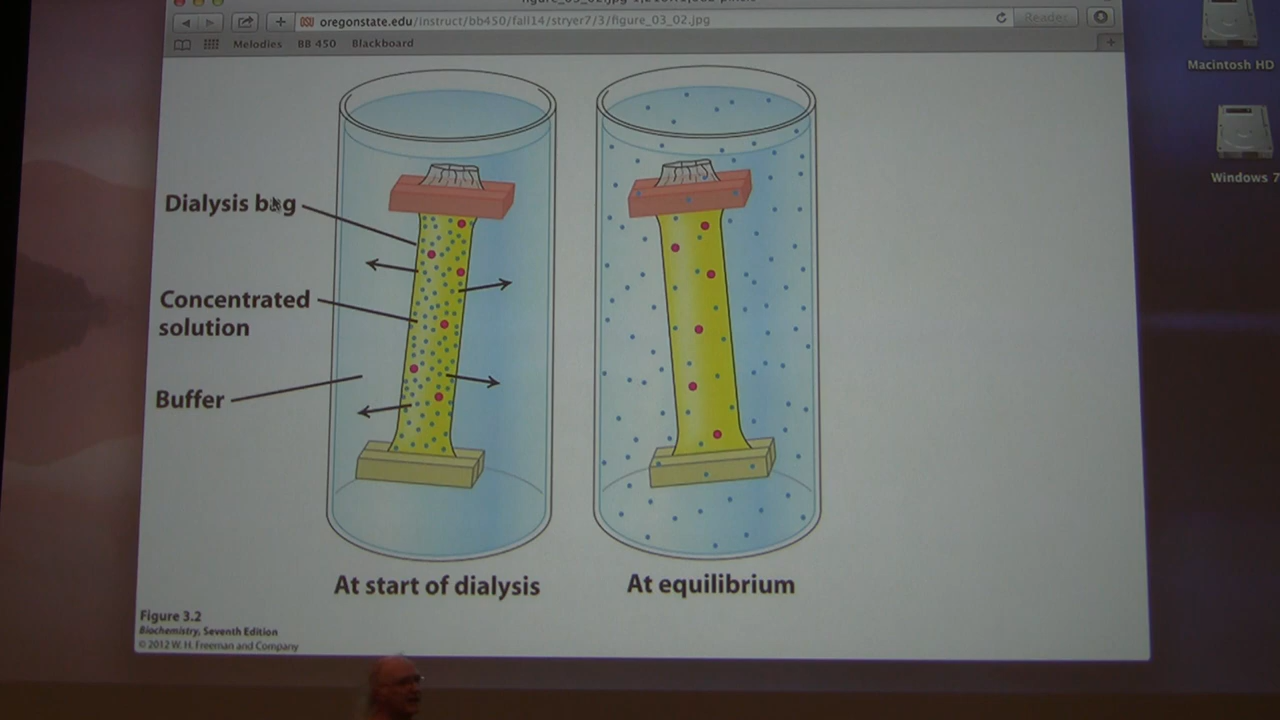 oregonstate.edu/instruct/bb450/fall14/stryer7/3/figure_03_02.jpg
Reader
Melodies BB 450 Blackboard
Macintosh HD
Windows 7
Dialysis bag
Concentrated
solution
Buffer
At start of dialysis
At equilibrium
Figure 3.2
Biochemistry, Seventh Edition
© 2012 W. H. Freeman and Company